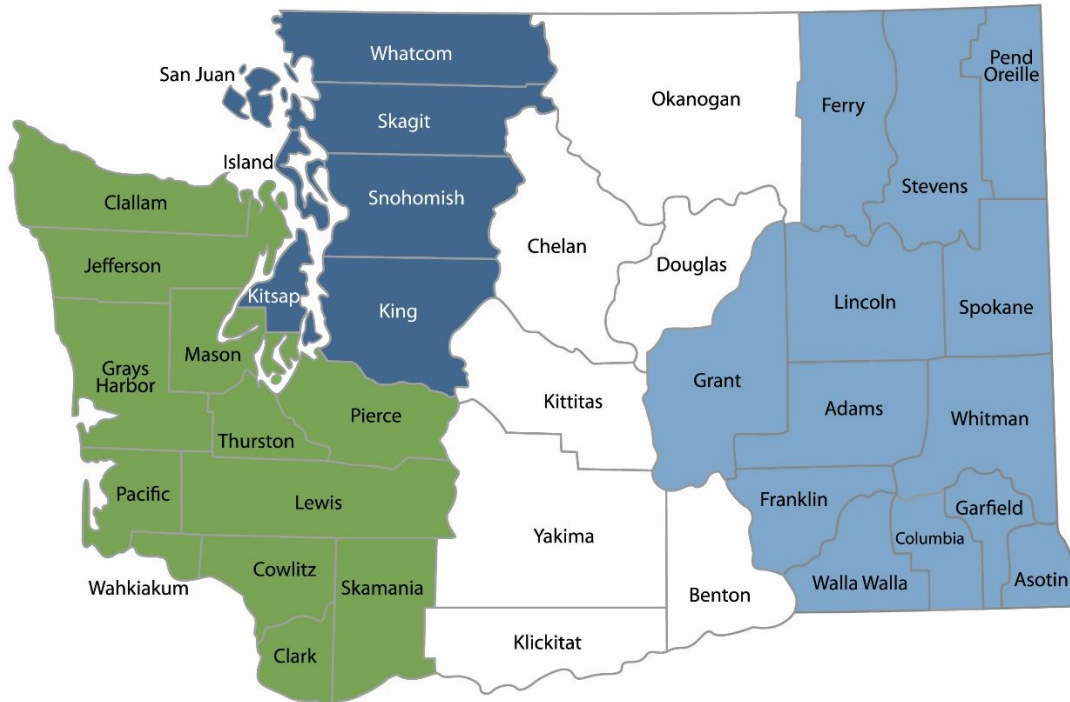 Whatcom
San Juan
Pend
Oreille
Okanogan
Ferry
Skagit
Island
Stevens
Snohomish
Clallam
Chelan
Jefferson
Douglas
Kitsap
Lincoln
Spokane
King
Mason
Grays
Harbor
Grant
Kittitas
Adams
Pierce
Whitman
Thurston
Pacific
Lewis
Franklin
Garfield
Yakima
Columbia
Cowlitz
Wahkiakum
Skamania
Walla Walla
Asotin
Benton
Klickitat
Clark